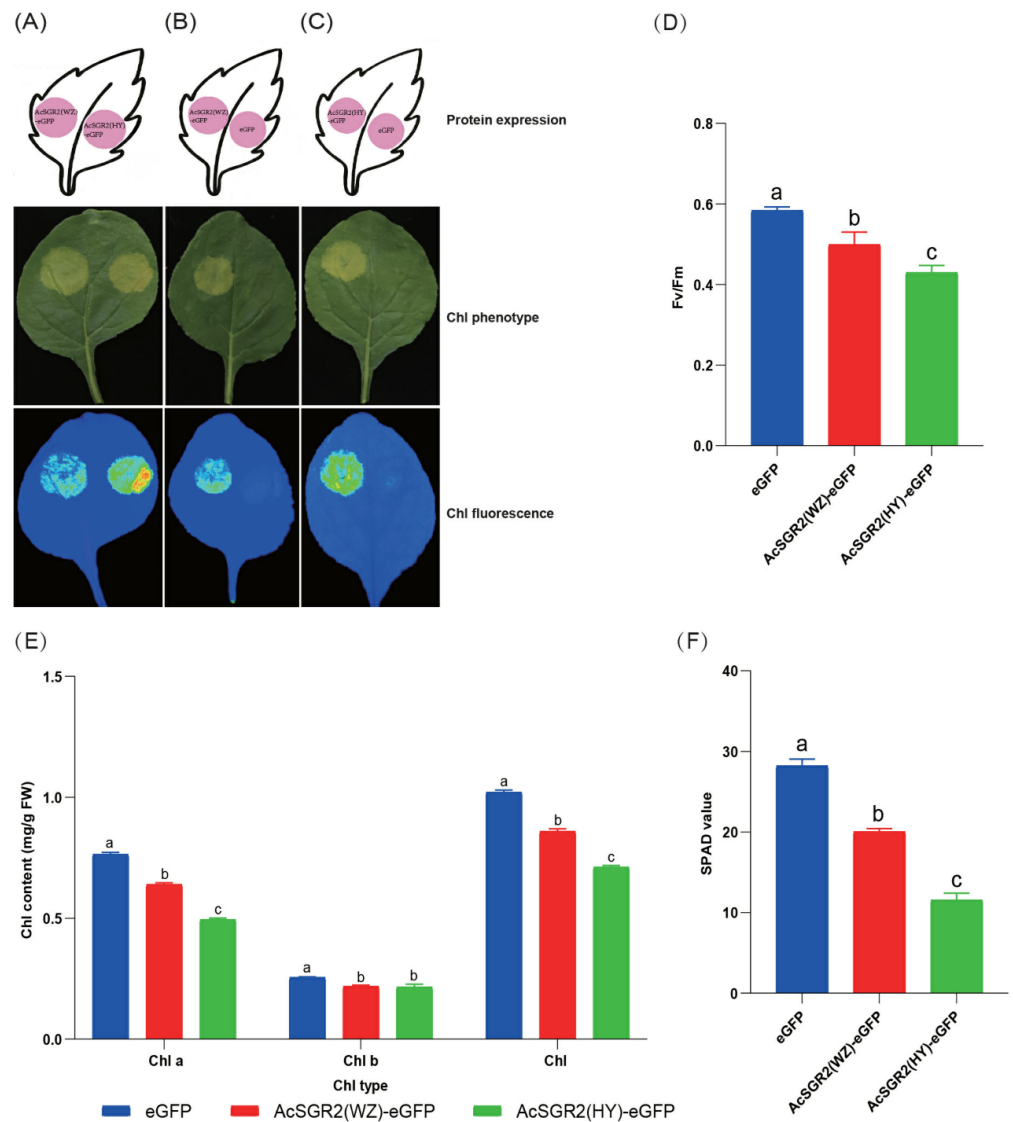 (A)
(B)
(C)
AcSGR2(WZ)
-eGFP
AcSGR2(HY)
-eGFP
AcSGR2(WZ)
-eGFP
eGFP
AcSGR2(HY)
-eGFP
eGFP
Protein expression
Chl phenotype
Chl fluorescence
(D)
Fv/Fm
0.8
0.6
0.4
0.2
0.0
a
b
c
eGFP
AcSGR2(WZ)-eGFP
AcSGR2(HY)-eGFP
(E)
Chl content (mg/g FW)
1.5
1.0
0.5
0.0
a
b
c
a
b
b
a
b
c
Chl a
Chl b
Chl
Chl type
eGFP
AcSGR2(WZ)-eGFP
AcSGR2(HY)-eGFP
(F)
SPAD value
40
30
20
10
0
a
b
c
eGFP
AcSGR2(WZ)-eGFP
AcSGR2(HY)-eGFP